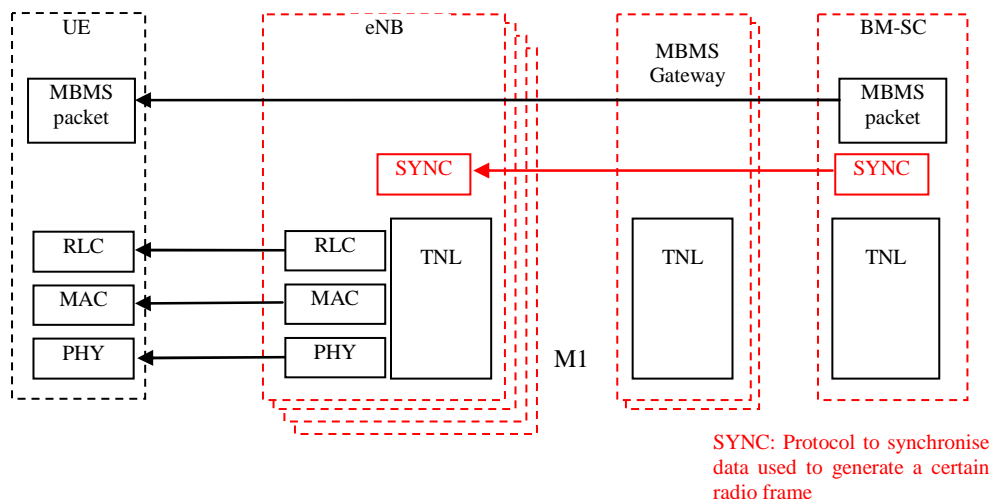 UE
eNB
MBMS
Gateway
BM-SC
MBMS
packet
MBMS
packet
SYNC
SYNC
RLC
RLC
TNL
TNL
TNL
MAC
MAC
PHY
PHY
M1
SYNC: Protocol to synchronise
data used to generate a certain
radio frame